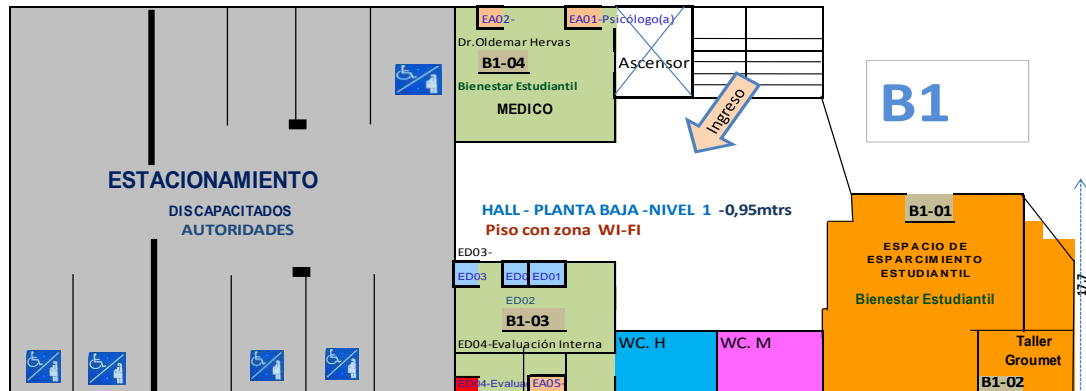 EA02-
EA01-Psicólogo(a)
Dr.Oldemar Hervas
B1-04
Bienestar Estudiantil
MEDICO
Ascensor
Ingreso
B1
ESTACIONAMIENTO
DISCAPACITADOS
AUTORIDADES
HALL - PLANTA BAJA -NIVEL 1 -0,95mtrs
Piso con zona WI-FI
B1-01
ESPACIO DE
ESPARCIMIENTO
ESTUDIANTIL
Bienestar Estudiantil
17.7
ED03-
ED03
ED01
ED02
B1-03
ED04-Evaluación Interna
WC. H
WC. M
Taller
Groumet
B1-02
EA05-